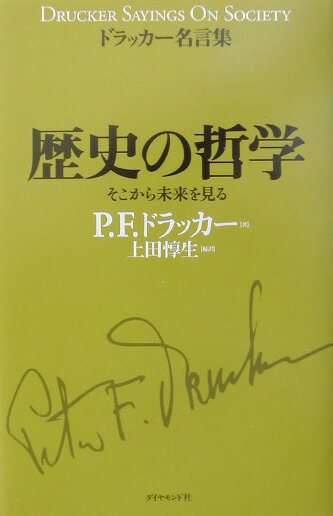 DRUCKER SAYINGS ON SOCIETY
ドラッカー名言集
歴史の哲学
そこから未来を見る
P.F.ドラッカー[著]
上田惇生[編訳]
Peter F. Drucker
ダイヤモンド社